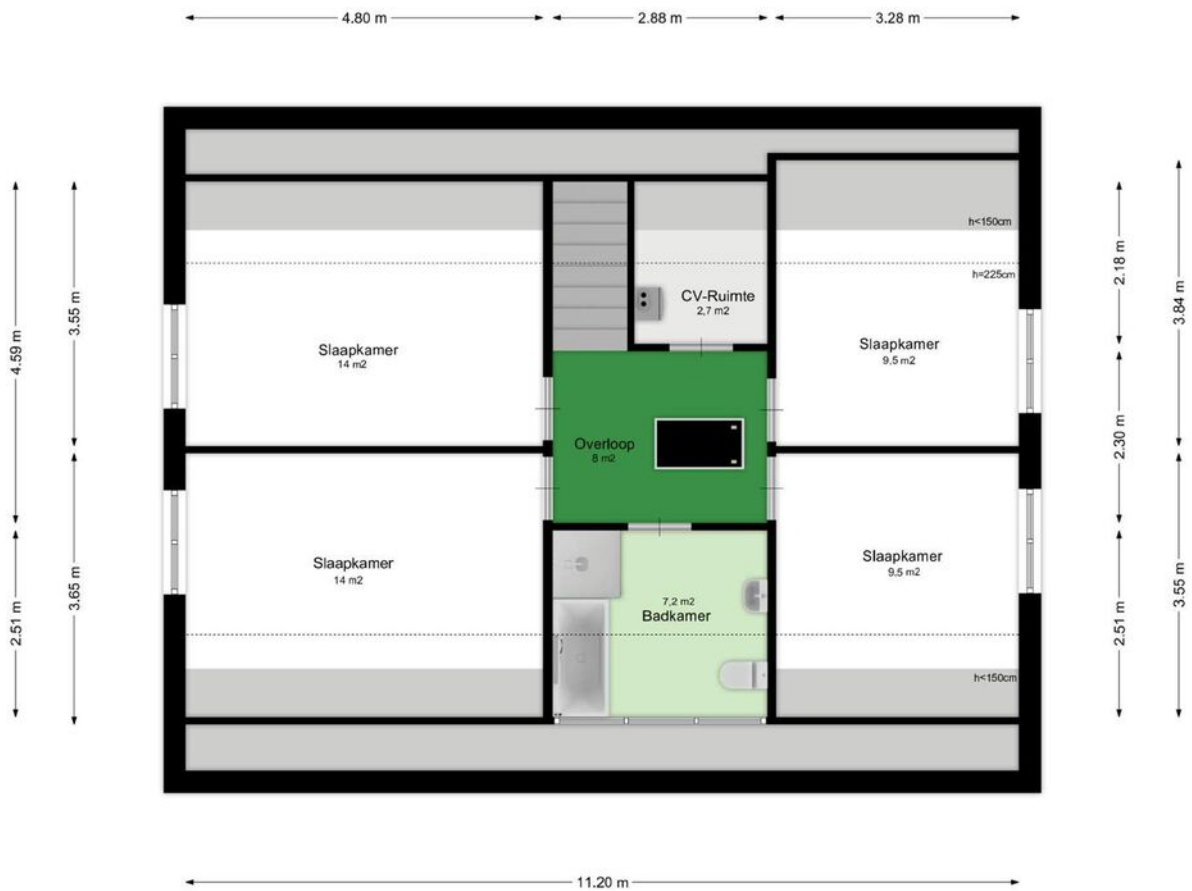 4.80 m
2.88 m
3.28 m
h<150cm
h=225cm
2.18 m
3.84 m
3.55 m
4.59 m
CV-Ruimte
2,7 m2
Slaapkamer
14 m2
Slaapkamer
9,5 m2
Overloop
8 m2
2.30 m
Slaapkamer
14 m2
Slaapkamer
9,5 m2
7,2 m2
Badkamer
3.65 m
2.51 m
2.51 m
3.55 m
h<150cm
11.20 m